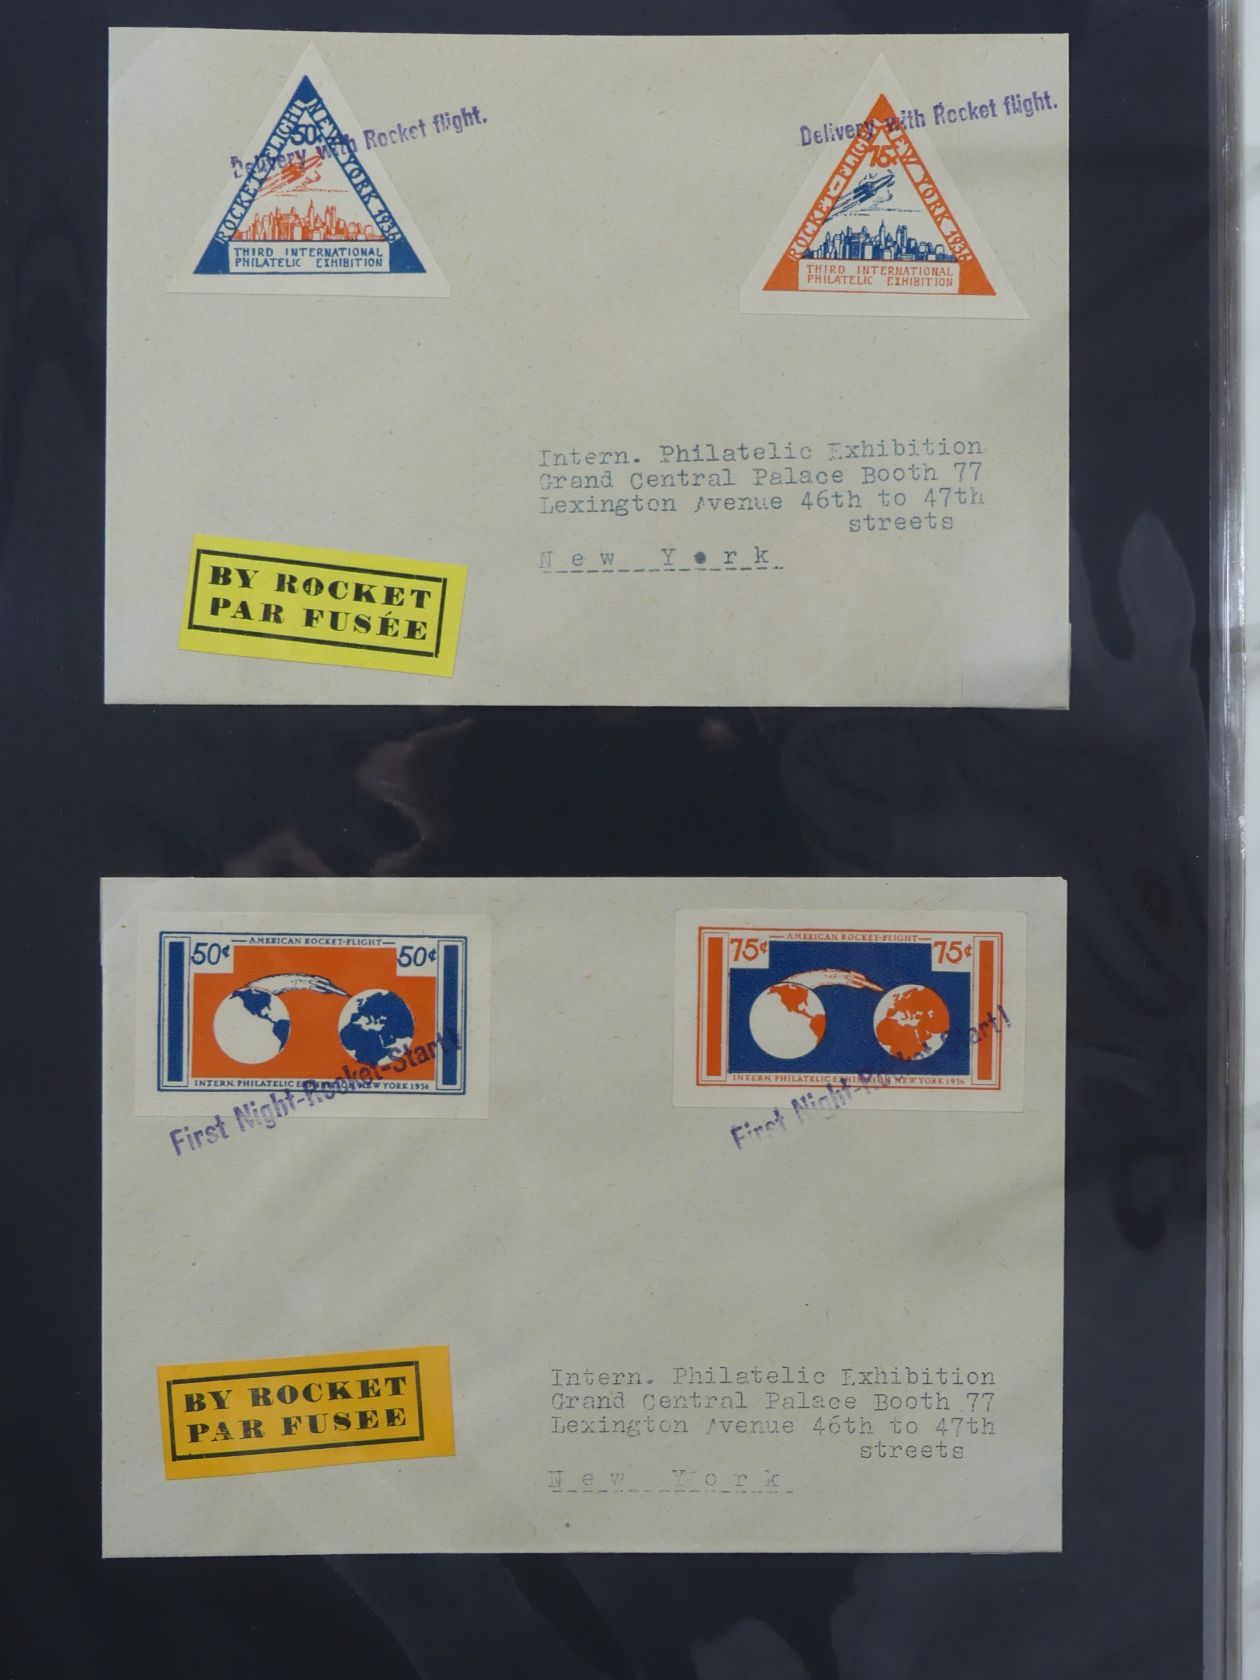 ROCKET-FLIGHT NEW YORK 1936
50¢
THIRD INTERNATIONAL
PHILATELIC EXHIBITION
Delivery with Rocket flight.
ROCKET-FLIGHT NEW YORK 1936
75¢
THIRD INTERNATIONAL
PHILATELIC EXHIBITION
Delivery with Rocket flight.
Intern. Philatelic Exhibition
Grand Central Palace Booth 77
Lexington Avenue 46th to 47th
streets
New York
BY ROCKET
PAR FUSÉE
AMERICAN ROCKET-FLIGHT
50¢ 50¢
INTERN. PHILATELIC EXHIBITION NEW YORK 1936
First Night-Rocket-Start!
AMERICAN ROCKET-FLIGHT
75¢ 75¢
INTERN. PHILATELIC EXHIBITION NEW YORK 1936
First Night-Rocket-Start!
Intern. Philatelic Exhibition
Grand Central Palace Booth 77
Lexington Avenue 46th to 47th
streets
New York
BY ROCKET
PAR FUSEE